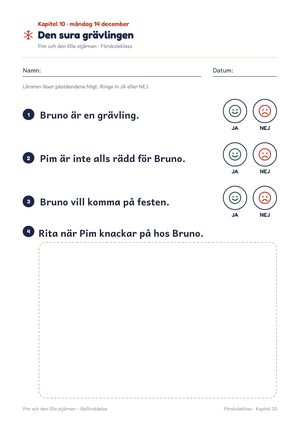 Kapitel 10 · måndag 14 december
Den sura grävlingen
Pim och den lilla stjärnan · Förskoleklass
Namn:
Datum:
Läraren läser påståendena högt. Ringa in JA eller NEJ.
1 Bruno är en grävling.
JA NEJ
2 Pim är inte alls rädd för Bruno.
JA NEJ
3 Bruno vill komma på festen.
JA NEJ
4 Rita när Pim knackar på hos Bruno.
Pim och den lilla stjärnan – läsförståelse
Förskoleklass · Kapitel 10